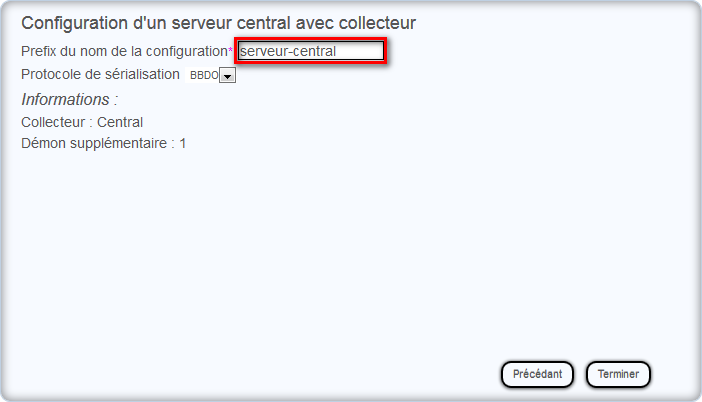 Configuration d'un serveur central avec collecteur
Prefix du nom de la configuration* serveur-central
Protocole de sérialisation BBDO
Informations :
Collecteur : Central
Démon supplémentaire : 1
Précédant Terminer